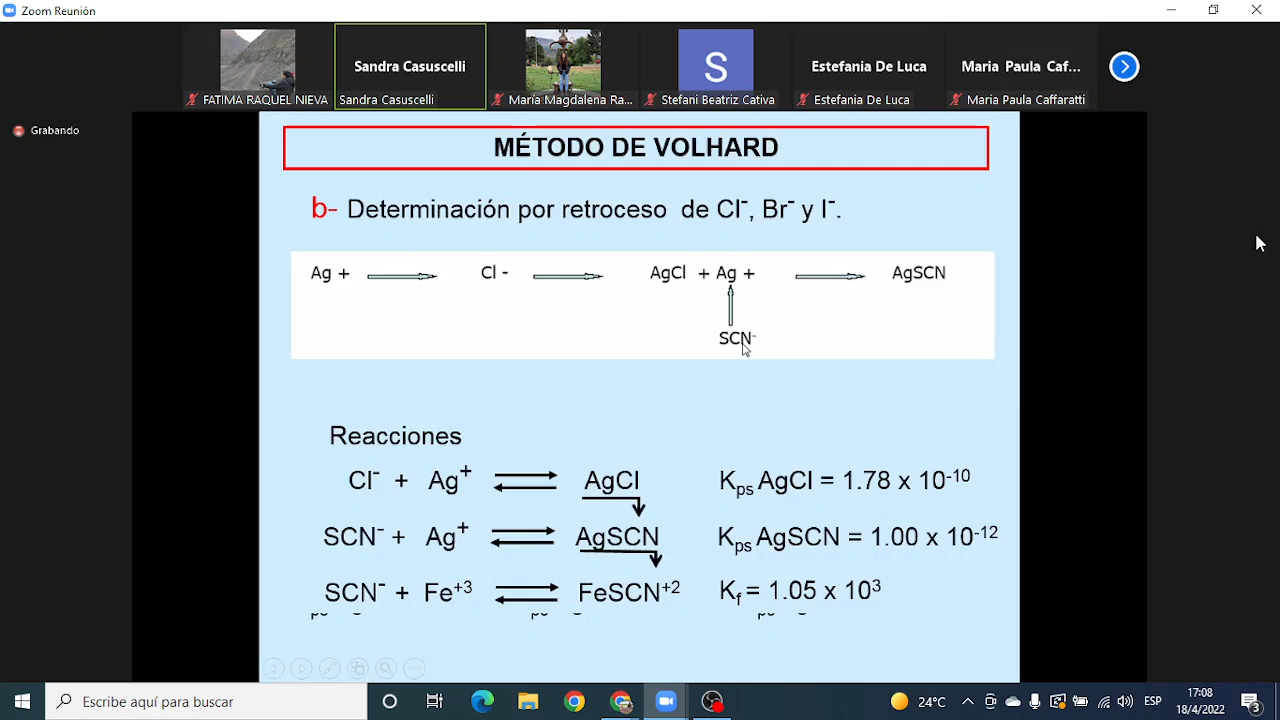 Zoom Reunión
Sandra Casuscelli
S
Estefania De Luca
Maria Paula Caf...
FATIMA RAQUEL NIEVA
Sandra Casuscelli
María Magdalena Ra...
Stefani Beatriz Cativa
Estefania De Luca
Maria Paula Caffaratti
Grabando
MÉTODO DE VOLHARD
b- Determinación por retroceso de Cl⁻, Br⁻ y I⁻.
Ag + Cl - AgCl + Ag + AgSCN
SCN⁻
Reacciones
Cl⁻ + Ag⁺ ⇌ AgCl Kps AgCl = 1.78 x 10⁻¹⁰
SCN⁻ + Ag⁺ ⇌ AgSCN Kps AgSCN = 1.00 x 10⁻¹²
SCN⁻ + Fe⁺³ ⇌ FeSCN⁺² Kf = 1.05 x 10³
Escribe aquí para buscar
24°C
ESP
17:08
18/4/2022
3